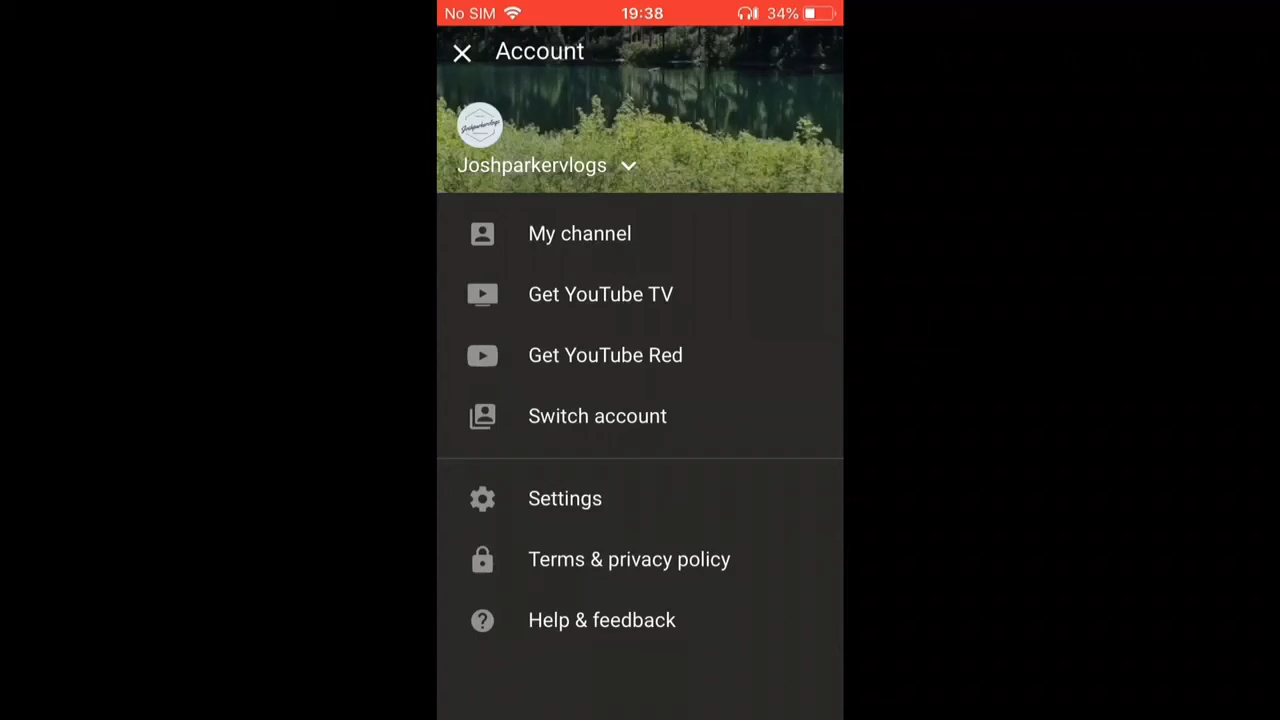 No SIM 19:38 34%
Account
Joshparkervlogs
Joshparkervlogs
My channel
Get YouTube TV
Get YouTube Red
Switch account
Settings
Terms & privacy policy
Help & feedback